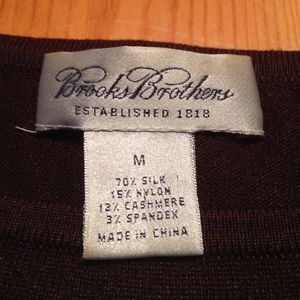 Brooks Brothers
ESTABLISHED 1818
M
70% SILK
15% NYLON
12% CASHMERE
3% SPANDEX
MADE IN CHINA